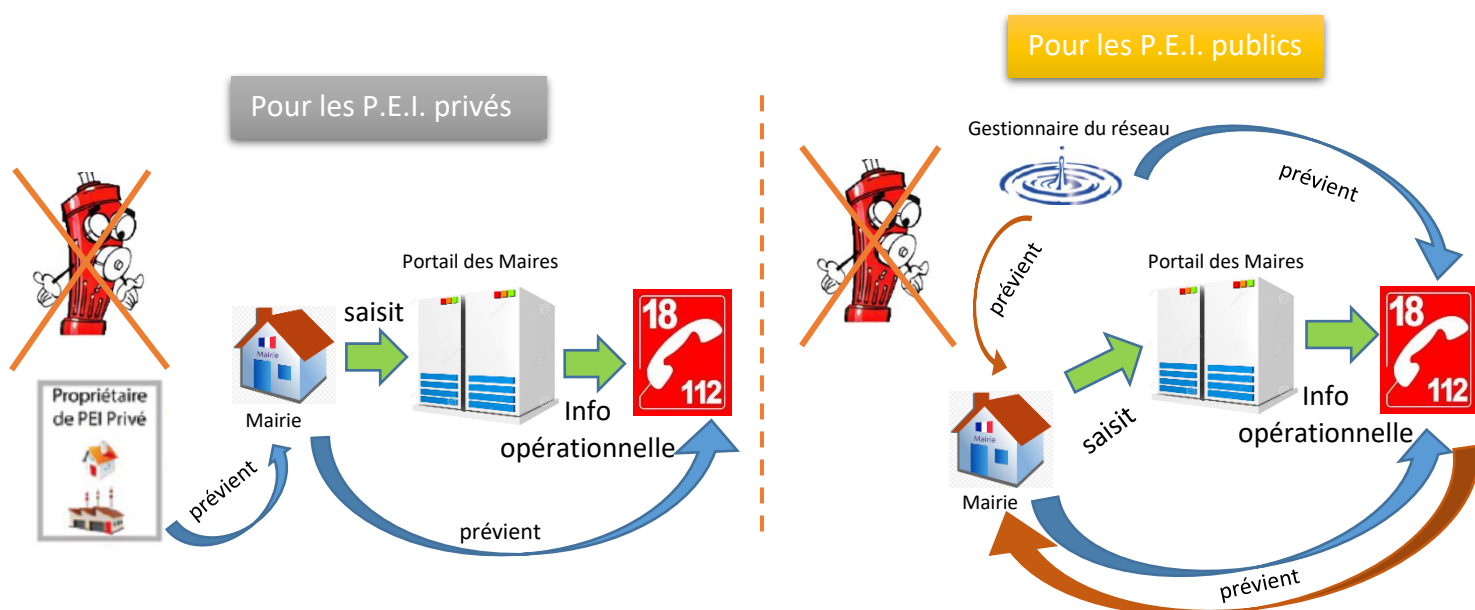 Pour les P.E.I. privés
Portail des Maires
saisit
Mairie
18
112
Propriétaire
de PEI Privé
Mairie
Info
opérationnelle
prévient
prévient
Pour les P.E.I. publics
Gestionnaire du réseau
prévient
prévient
Portail des Maires
18
112
Mairie
saisit
Info
opérationnelle
Mairie
prévient